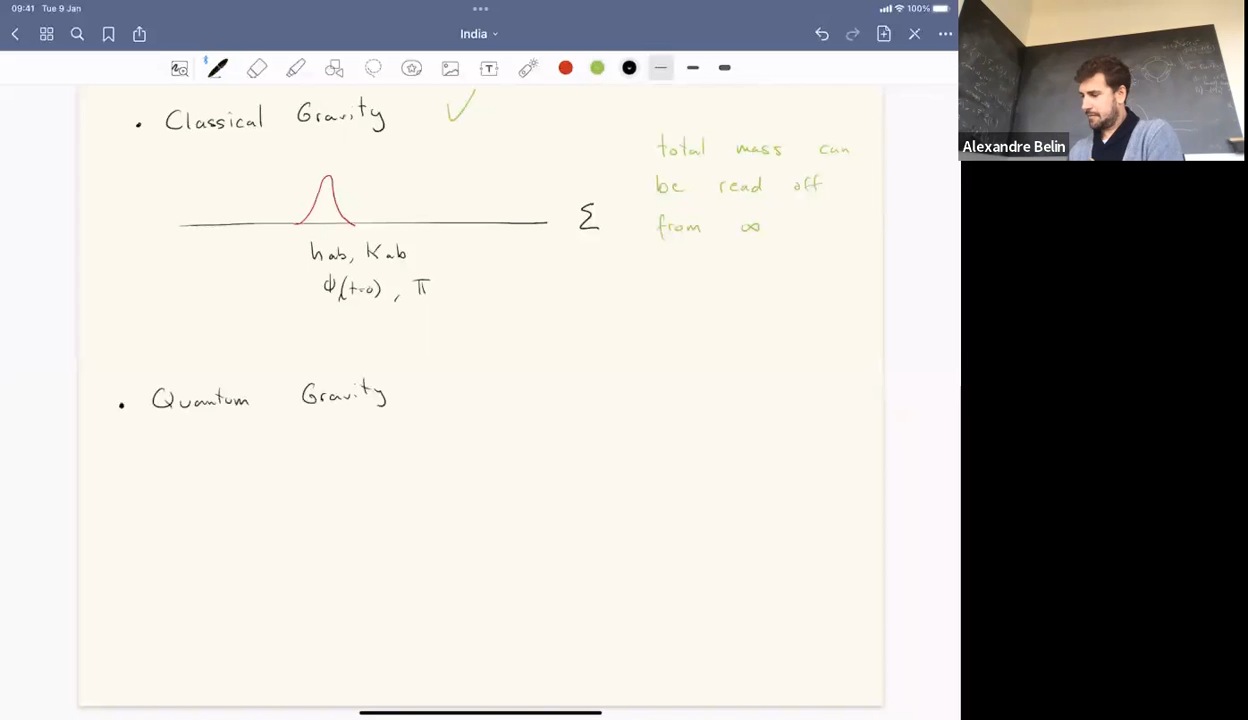 09:41 Tue 9 Jan
100%
India
T
Alexandre Belin
• Classical Gravity ✓
total mass can
be read off
from ∞
Σ
hab, Kab
ϕ(t=0), Π
• Quantum Gravity